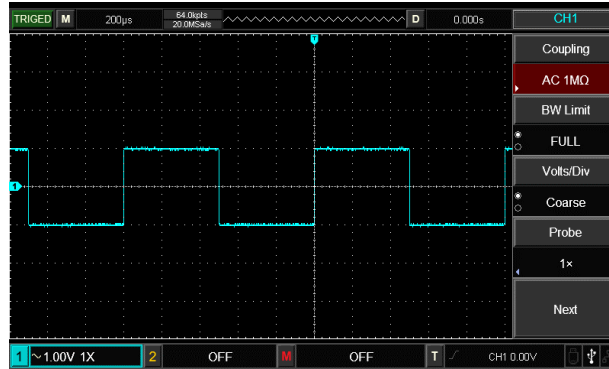 TRIGED M 200µs 64.0kpts D 0.000s CH1
20.0MSa/s
T
Coupling
AC 1MΩ
BW Limit
FULL
Volts/Div
1
Coarse
Probe
1×
Next
1 ~1.00V 1X 2 OFF M OFF T CH1 0.00V